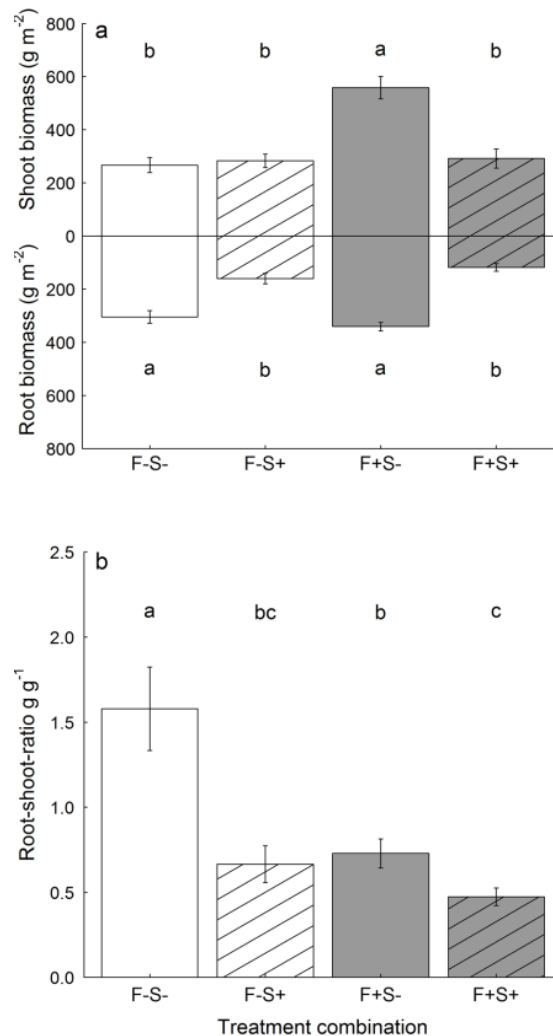 a
b b a b
Shoot biomass (g m⁻²)
800
600
400
200
0
Root biomass (g m⁻²)
200
400
600
800
a b a b
F-S- F-S+ F+S- F+S+
b
a bc b c
Root-shoot-ratio g g⁻¹
2.5
2.0
1.5
1.0
0.5
0.0
F-S- F-S+ F+S- F+S+
Treatment combination